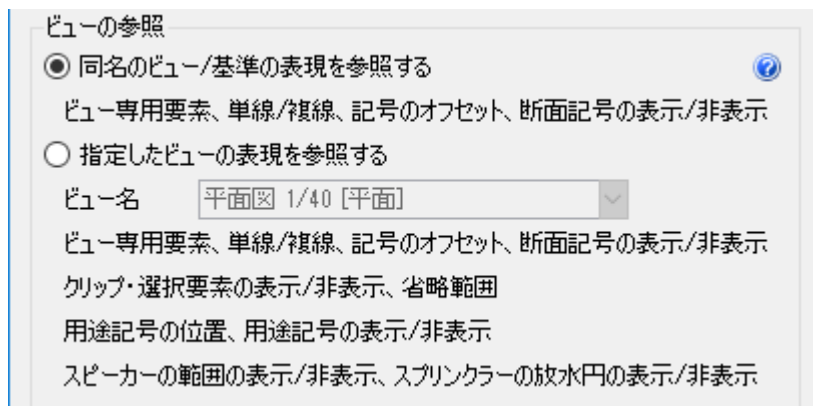 ビューの参照
同名のビュー/基準の表現を参照する
ビュー専用要素、単線/複線、記号のオフセット、断面記号の表示/非表示
指定したビューの表現を参照する
ビュー名 平面図 1/40 [平面]
ビュー専用要素、単線/複線、記号のオフセット、断面記号の表示/非表示
クリップ・選択要素の表示/非表示、省略範囲
用途記号の位置、用途記号の表示/非表示
スピーカーの範囲の表示/非表示、スプリンクラーの放水円の表示/非表示